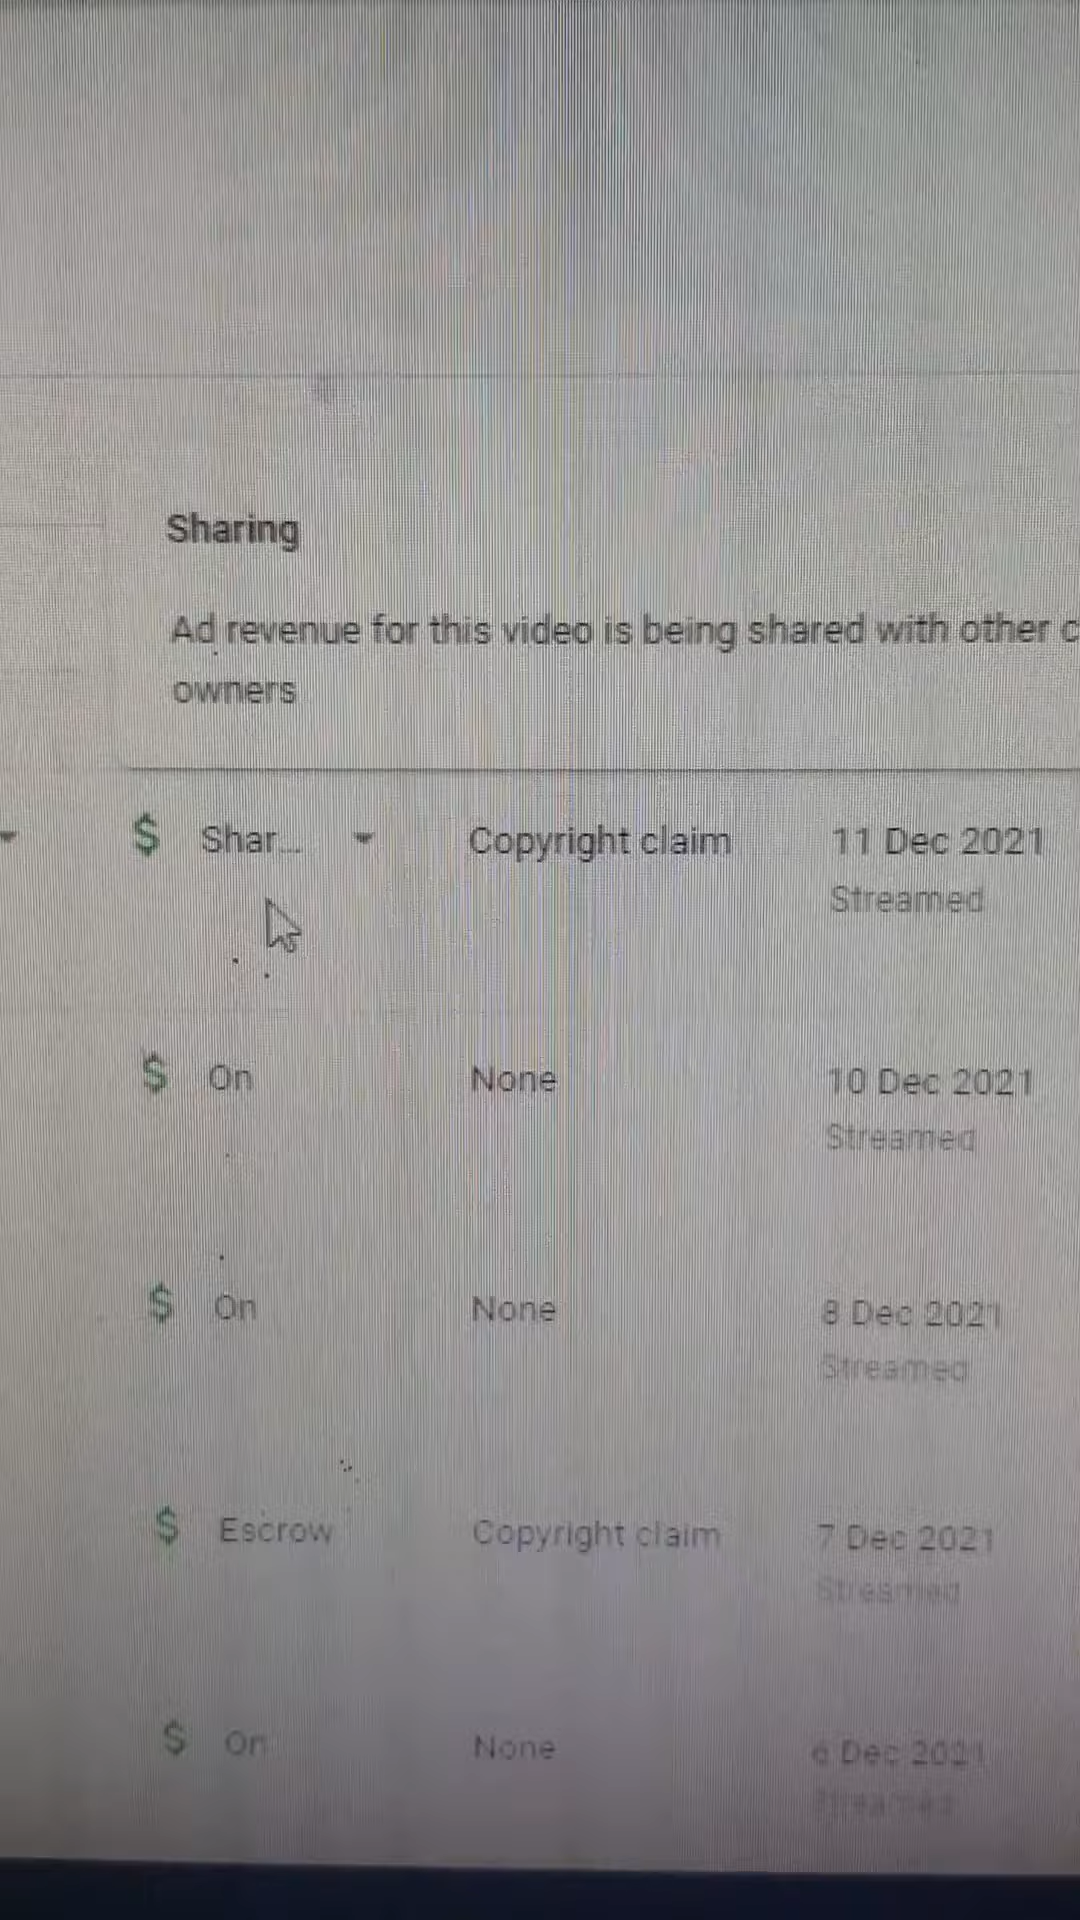 Sharing
Ad revenue for this video is being shared with other c
owners
$ Shar... Copyright claim 11 Dec 2021
Streamed
$ On None 10 Dec 2021
Streamed
$ On None 8 Dec 2021
Streamed
$ Escrow Copyright claim 7 Dec 2021
Streamed
$ On None 6 Dec 2021
Streamed